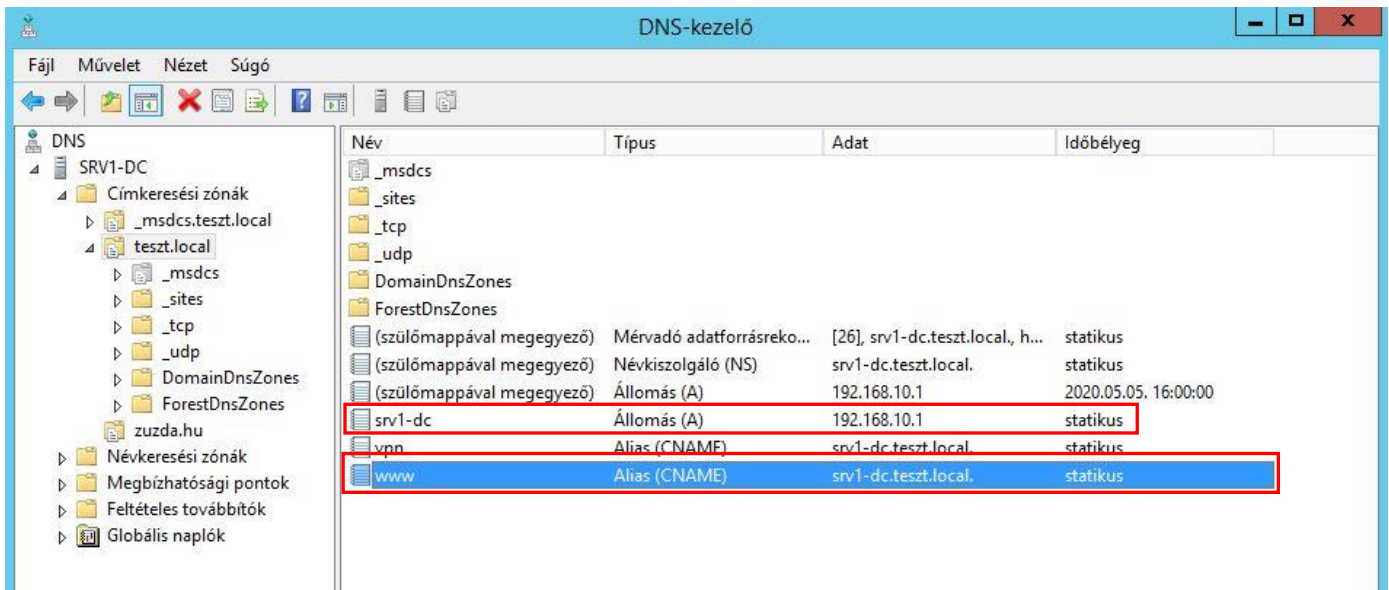 DNS-kezelő
Fájl Művelet Nézet Súgó
DNS
SRV1-DC
Címkeresési zónák
_msdcs.teszt.local
teszt.local
_msdcs
_sites
_tcp
_udp
DomainDnsZones
ForestDnsZones
zuzda.hu
Névkeresési zónák
Megbízhatósági pontok
Feltételes továbbítók
Globális naplók
Név Típus Adat Időbélyeg
_msdcs
_sites
_tcp
_udp
DomainDnsZones
ForestDnsZones
(szülőmappával megegyező) Mérvadó adatforrásreko... [26], srv1-dc.teszt.local., h... statikus
(szülőmappával megegyező) Névkiszolgáló (NS) srv1-dc.teszt.local. statikus
(szülőmappával megegyező) Állomás (A) 192.168.10.1 2020.05.05. 16:00:00
srv1-dc Állomás (A) 192.168.10.1 statikus
vpn Alias (CNAME) srv1-dc.teszt.local. statikus
www Alias (CNAME) srv1-dc.teszt.local. statikus